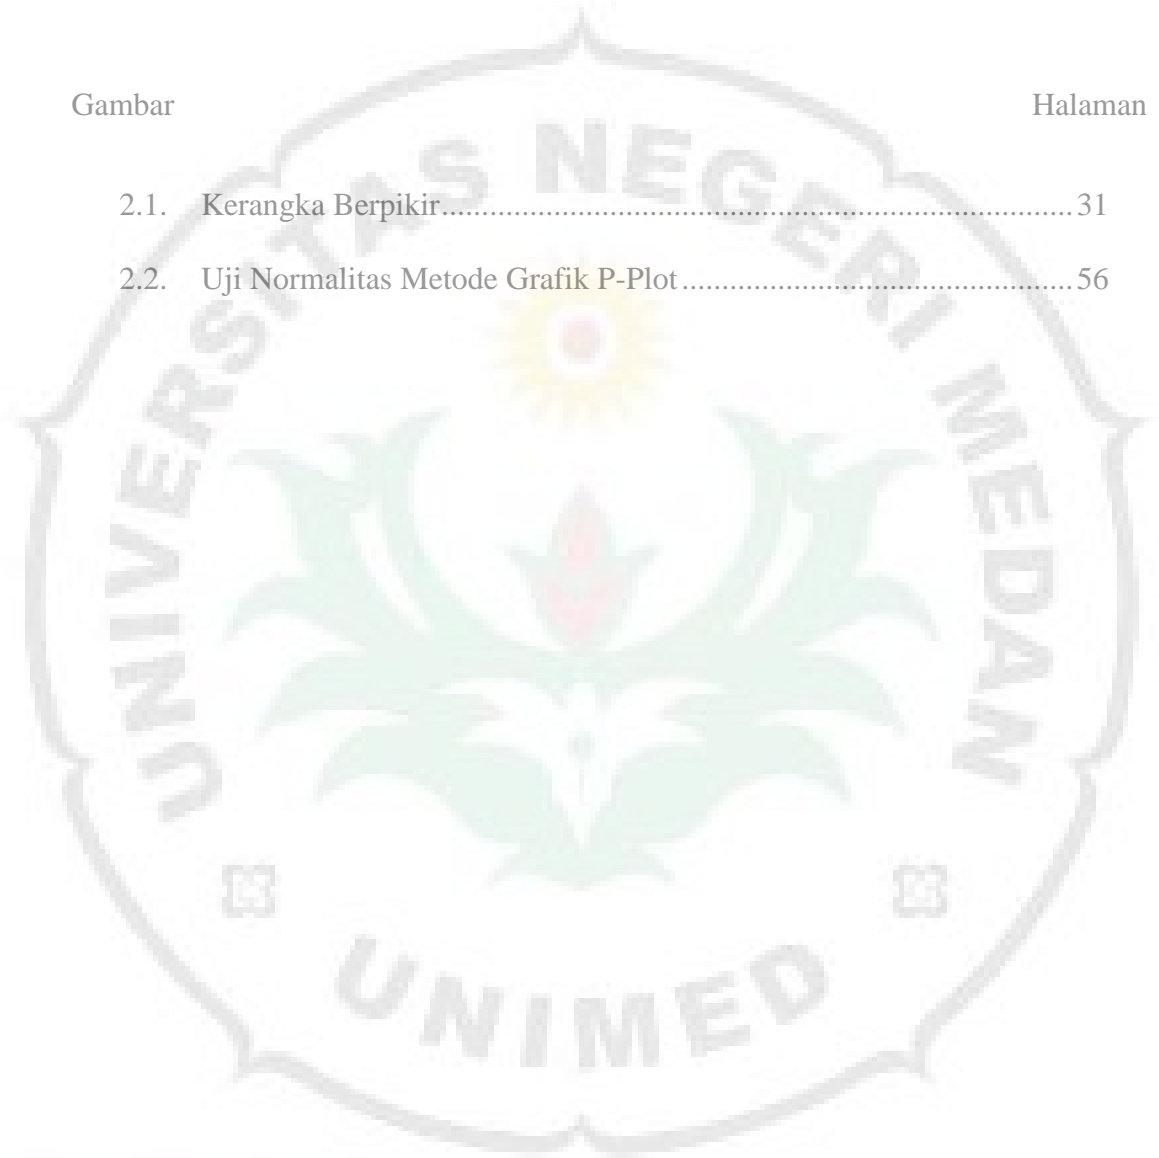 Gambar Halaman
2.1. Kerangka Berpikir 31
2.2. Uji Normalitas Metode Grafik P-Plot 56
UNIVERSITAS NEGERI MEDAN
UNIMED